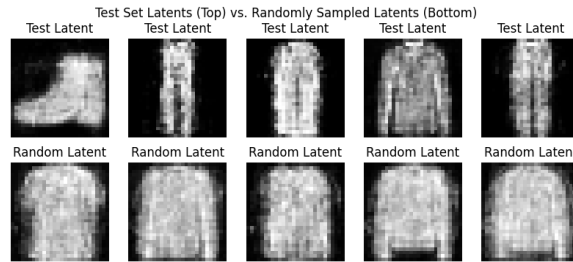 Test Set Latents (Top) vs. Randomly Sampled Latents (Bottom)
Test Latent Test Latent Test Latent Test Latent Test Latent
Random Latent Random Latent Random Latent Random Latent Random Latent